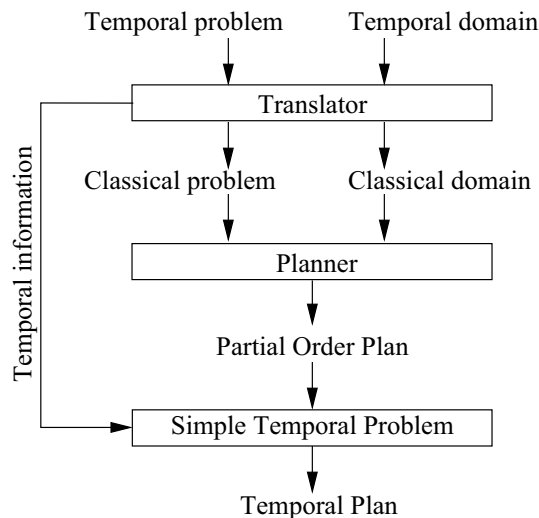 Temporal problem
Temporal domain
Translator
Classical problem
Classical domain
Temporal information
Planner
Partial Order Plan
Simple Temporal Problem
Temporal Plan